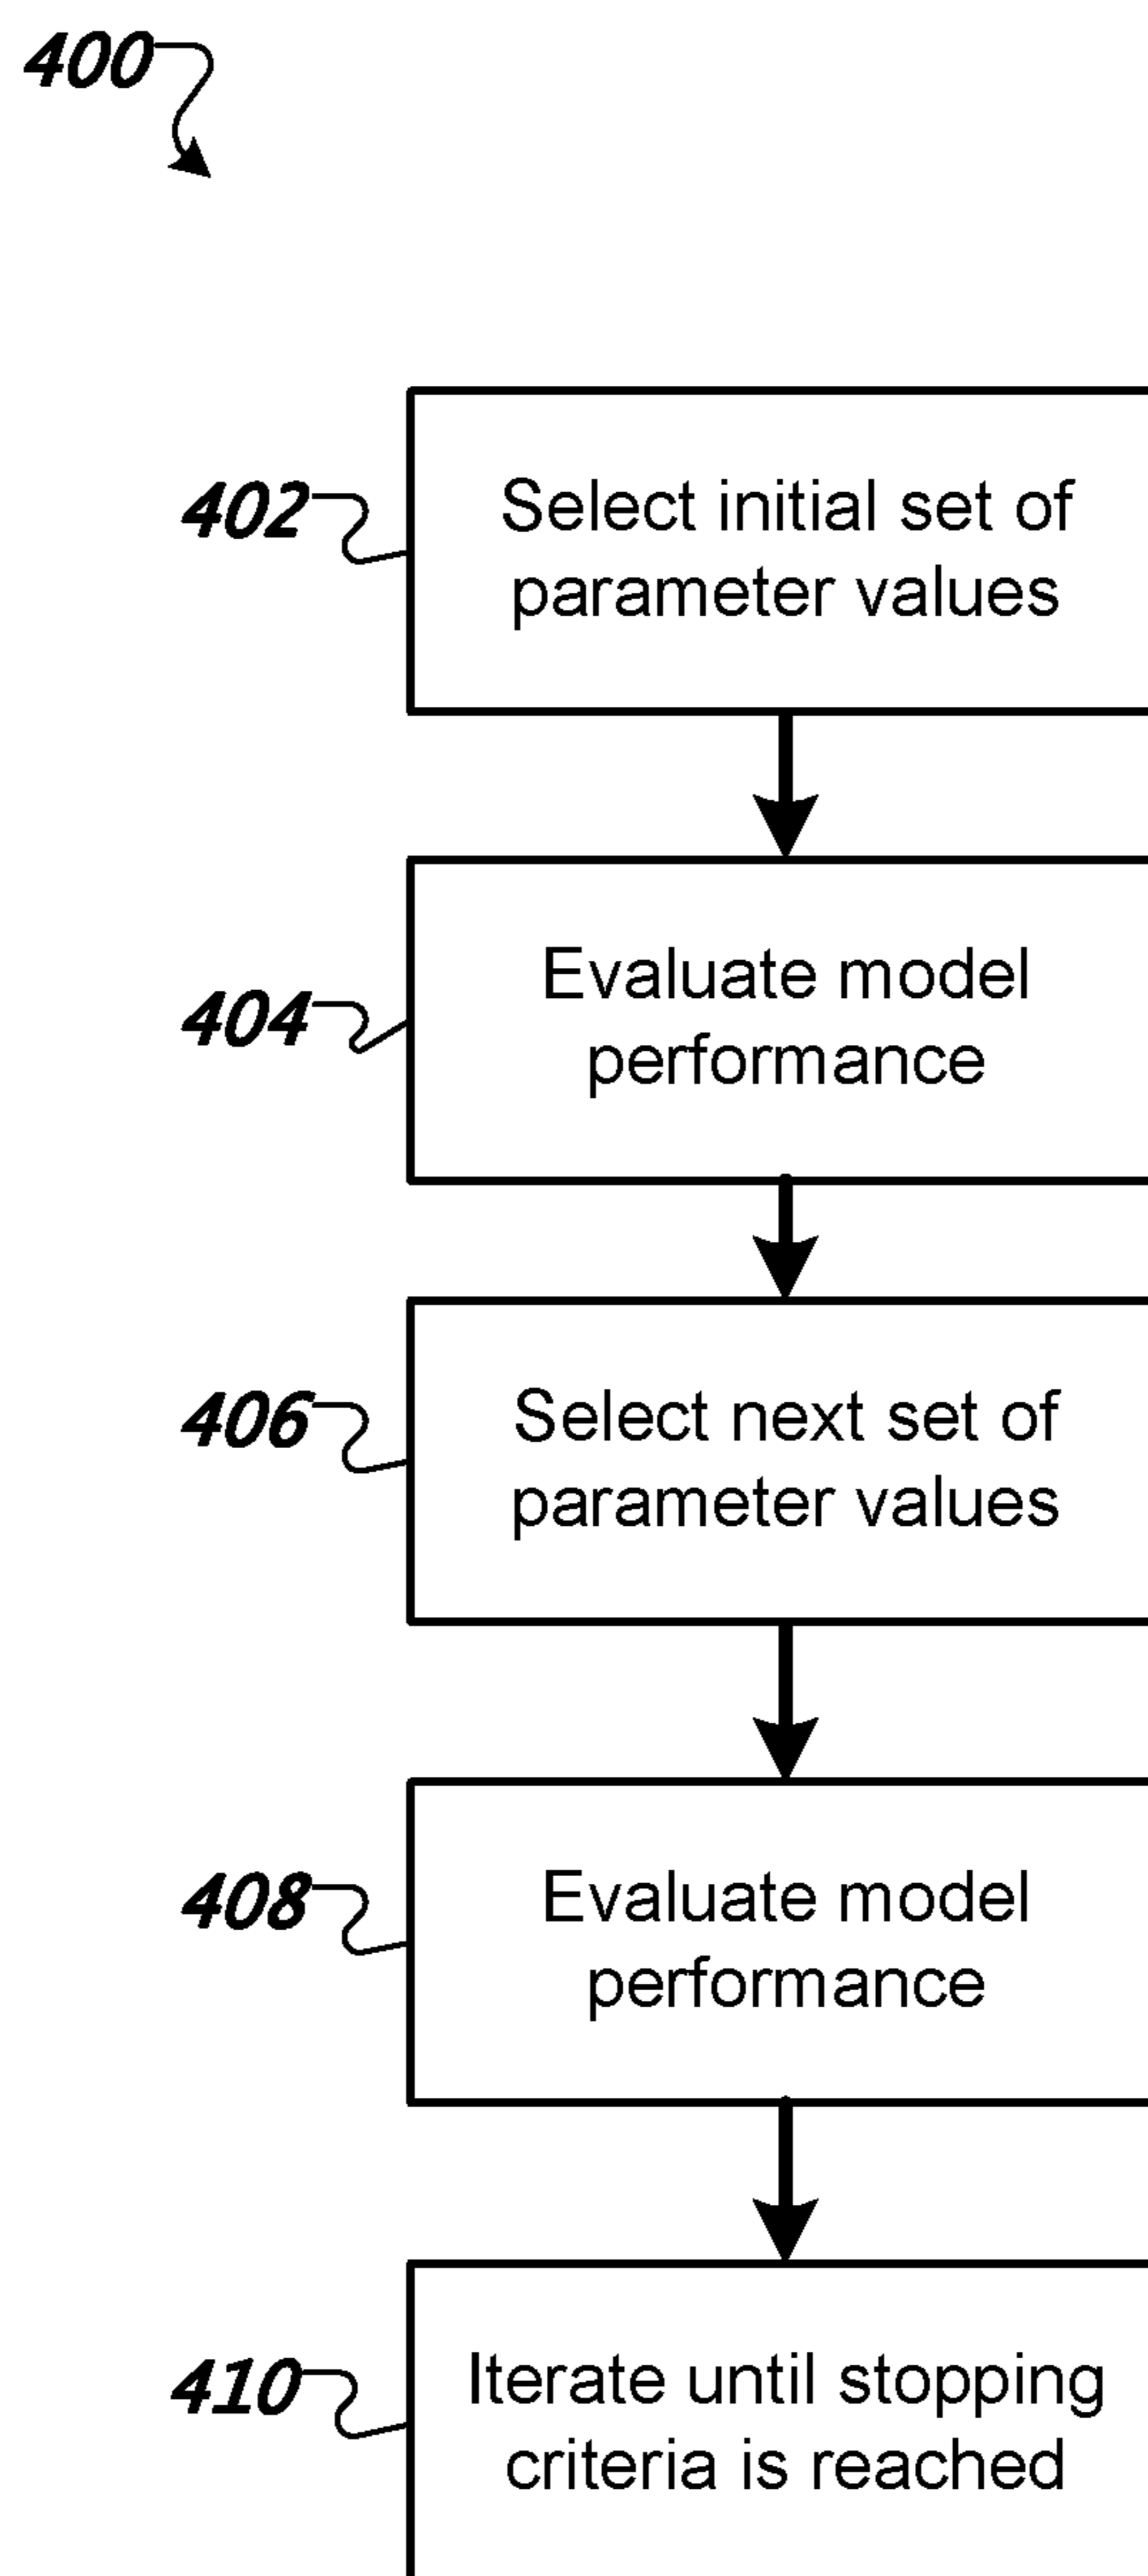 400
402
Select initial set of
parameter values
404
Evaluate model
performance
406
Select next set of
parameter values
408
Evaluate model
performance
410
Iterate until stopping
criteria is reached